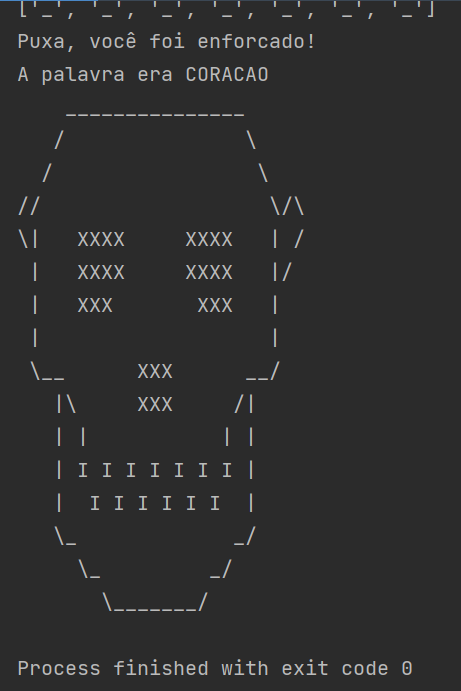 ['_', '_', '_', '_', '_', '_', '_']
Puxa, você foi enforcado!
A palavra era CORACAO
    _______________
   /               \
  /                 \
//                   \/\
\|   XXXX     XXXX   | /
 |   XXXX     XXXX   |/
 |   XXX       XXX   |
 |                   |
 \__      XXX      __/
   |\     XXX     /|
   | |           | |
   | I I I I I I I |
   |  I I I I I I  |
   \_             _/
     \_         _/
       \_______/
Process finished with exit code 0